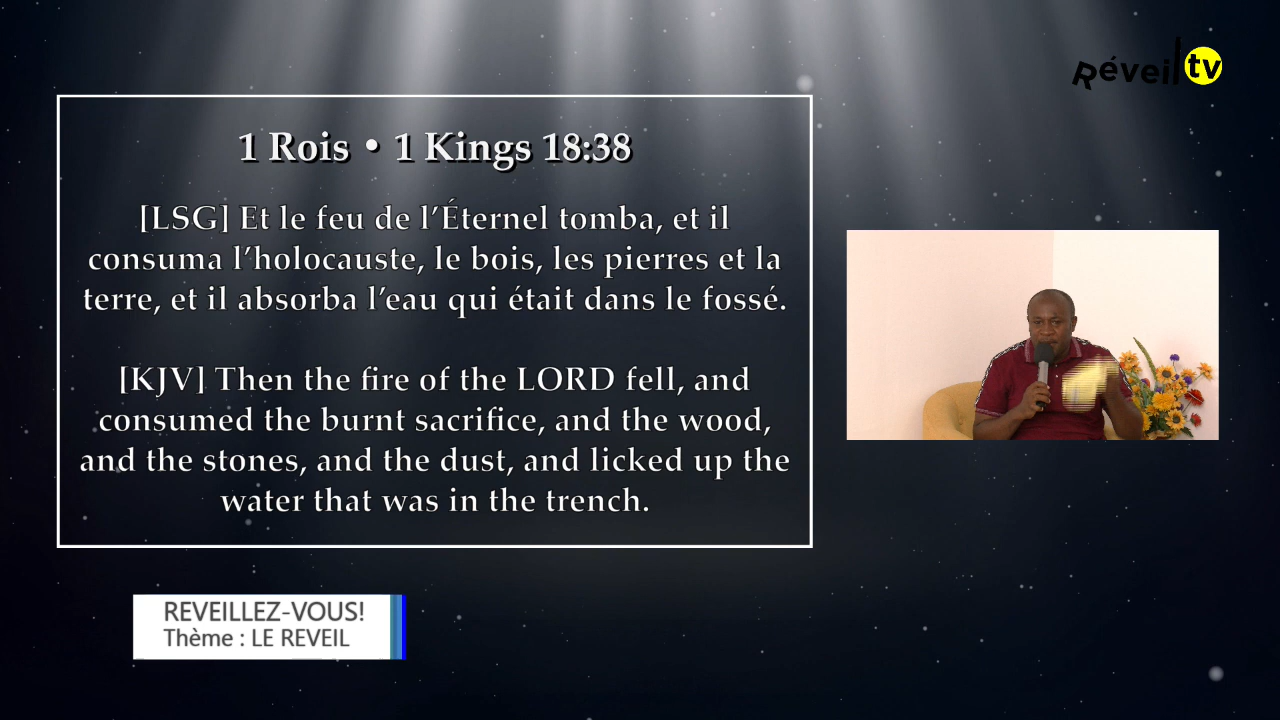 Réveil tv
1 Rois • 1 Kings 18:38
[LSG] Et le feu de l’Éternel tomba, et il
consuma l’holocauste, le bois, les pierres et la
terre, et il absorba l’eau qui était dans le fossé.
[KJV] Then the fire of the LORD fell, and
consumed the burnt sacrifice, and the wood,
and the stones, and the dust, and licked up the
water that was in the trench.
REVEILLEZ-VOUS!
Thème : LE REVEIL